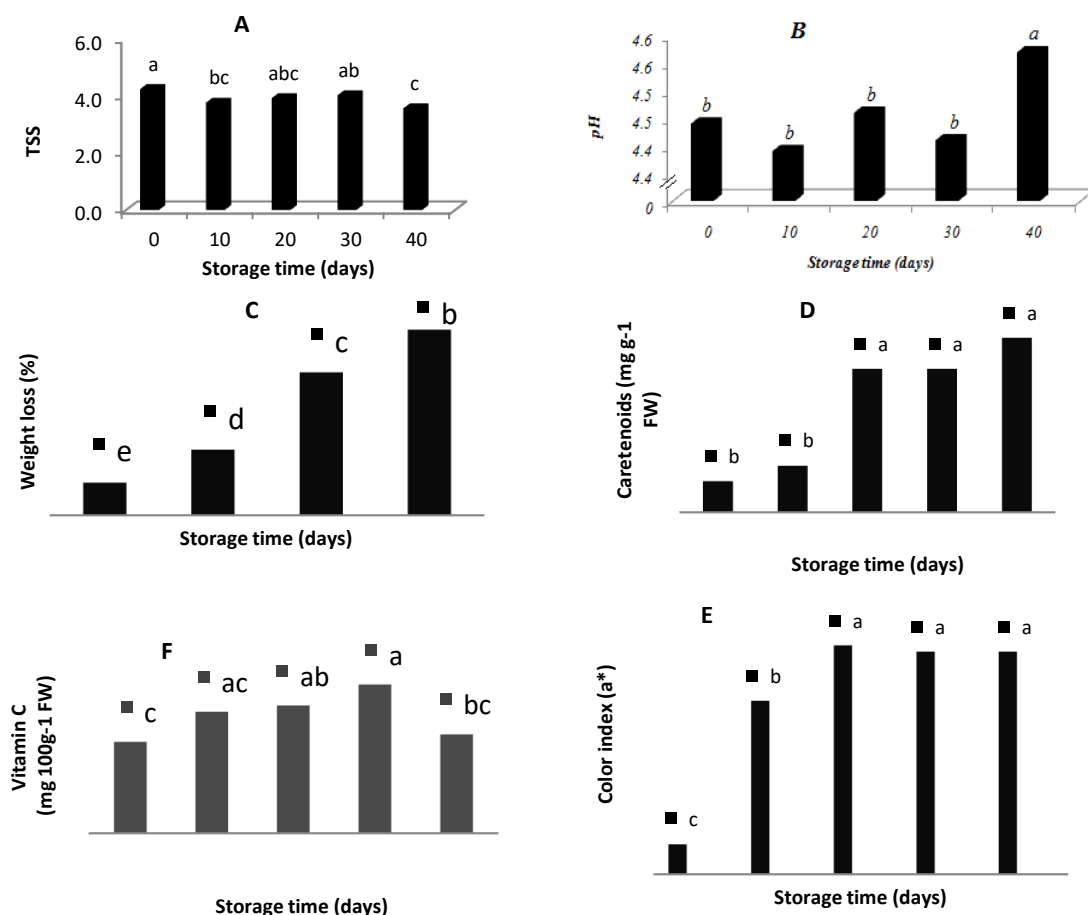 A
6.0
4.0
2.0
0.0
TSS
a
bc
abc
ab
c
0 10 20 30 40
Storage time (days)
B
4.6
4.6
4.5
4.4
4.4
0
pH
b
b
b
b
a
0 10 20 30 40
Storage time (days)
C
Weight loss (%)
e
d
c
b
Storage time (days)
D
Caretenoids (mg g-1
FW)
b
b
a
a
a
Storage time (days)
F
Vitamin C
(mg 100g-1 FW)
c
ac
ab
a
bc
Storage time (days)
E
Color index (a*)
c
b
a
a
a
Storage time (days)